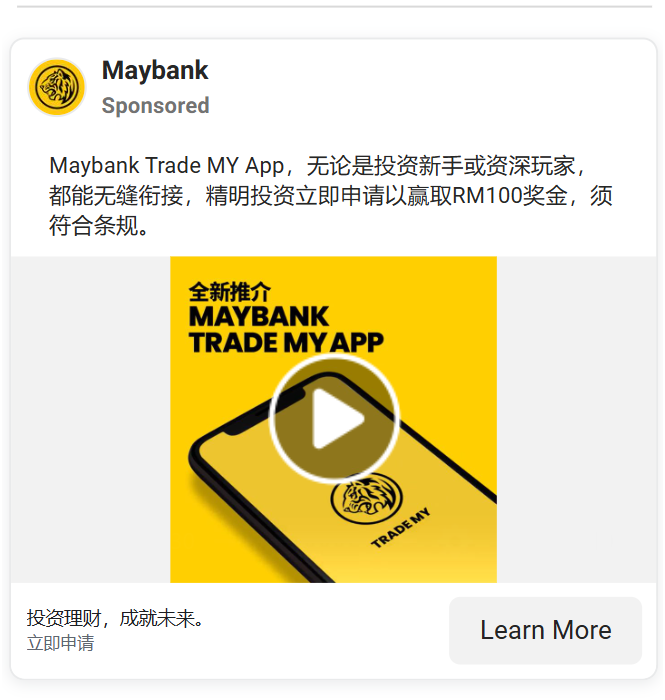 Maybank
Sponsored
Maybank Trade MY App，无论是投资新手或资深玩家，
都能无缝衔接，精明投资立即申请以赢取RM100奖金，须
符合条规。
全新推介
MAYBANK
TRADE MY APP
TRADE MY
投资理财，成就未来。
立即申请
Learn More